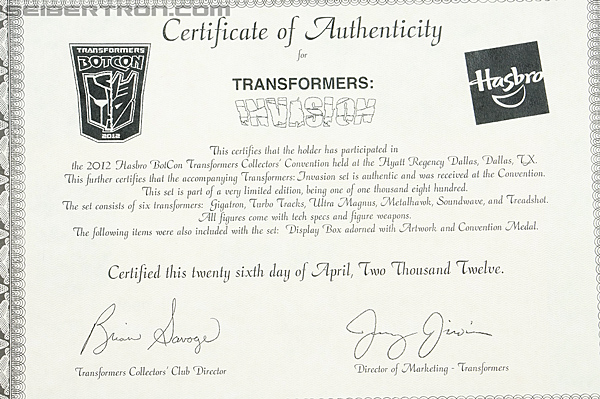 SEIBERTRON.COM
Certificate of Authenticity
for
TRANSFORMERS
BOTCON
2012
TRANSFORMERS:
INVASION
Hasbro
This certifies that the holder has participated in
the 2012 Hasbro BotCon Transformers Collectors' Convention held at the Hyatt Regency Dallas, Dallas, TX.
This further certifies that the accompanying Transformers: Invasion set is authentic and was received at the Convention.
This set is part of a very limited edition, being one of one thousand eight hundred.
The set consists of six transformers: Gigatron, Turbo Tracks, Ultra Magnus, Metalhawk, Soundwave, and Treadshot.
All figures come with tech specs and figure weapons.
The following items were also included with the set: Display Box adorned with Artwork and Convention Medal.
Certified this twenty sixth day of April, Two Thousand Twelve.
Brian Savage
Transformers Collectors' Club Director
Director of Marketing - Transformers